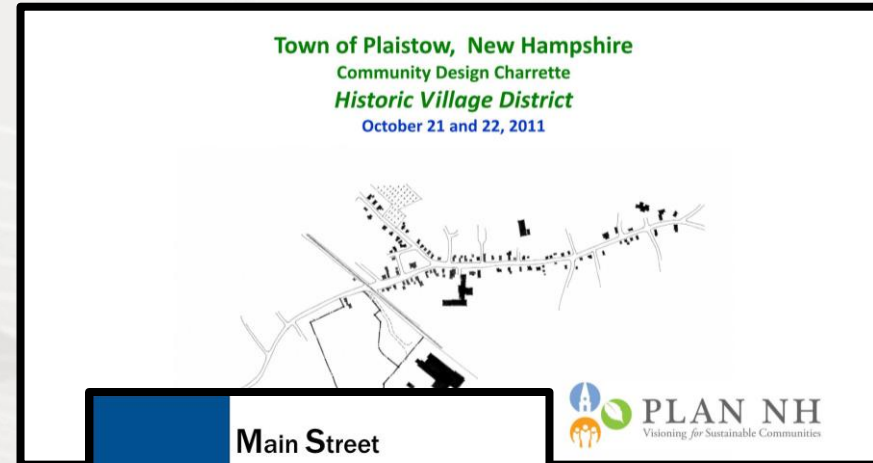 Town of Plaistow, New Hampshire
Community Design Charrette
Historic Village District
October 21 and 22, 2011
PLAN NH
Visioning for Sustainable Communities
Main Street